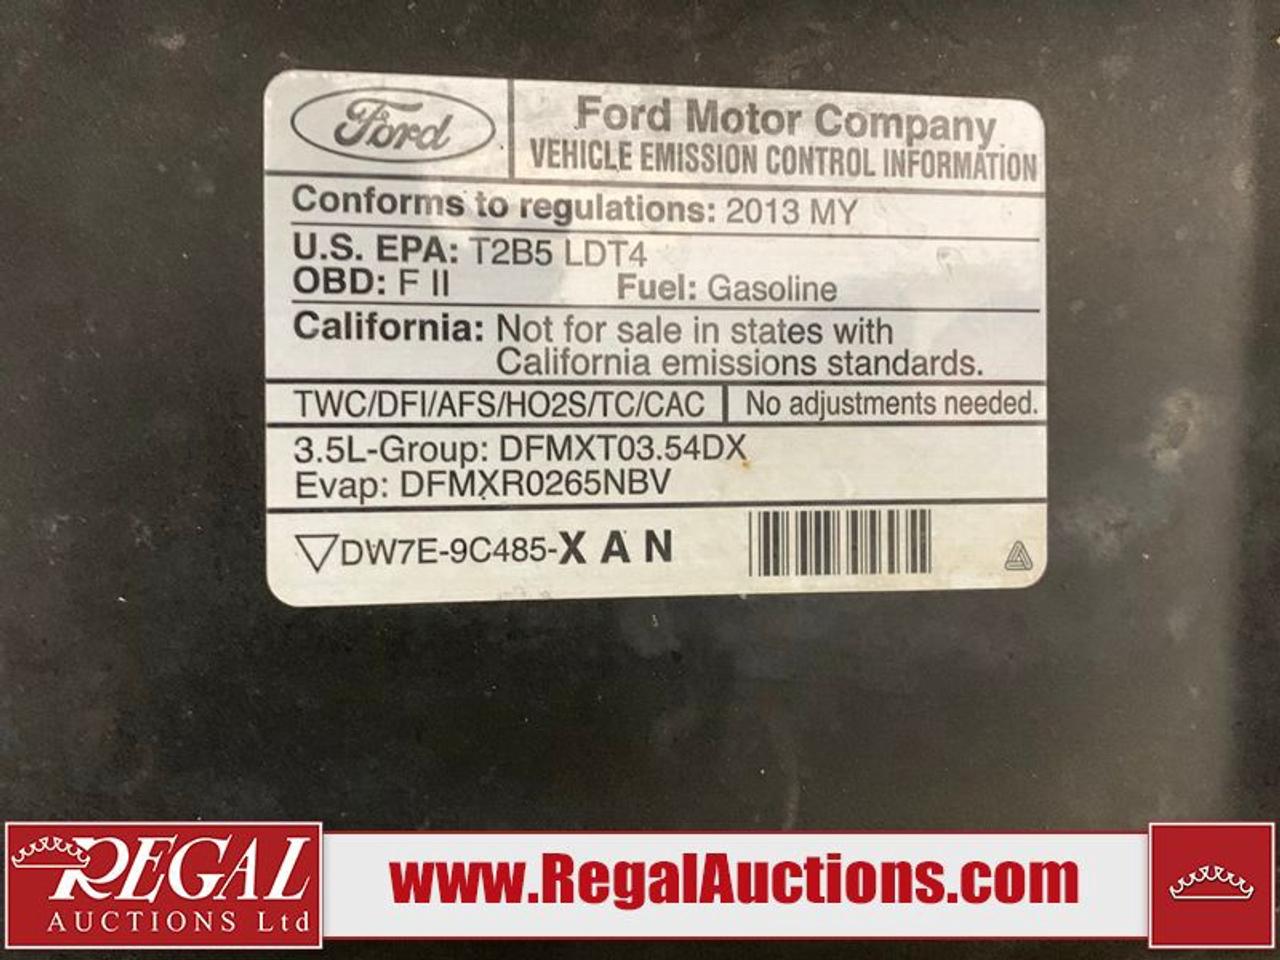 Ford
Ford Motor Company
VEHICLE EMISSION CONTROL INFORMATION
Conforms to regulations: 2013 MY
U.S. EPA: T2B5 LDT4
OBD: F II Fuel: Gasoline
California: Not for sale in states with
California emissions standards.
TWC/DFI/AFS/HO2S/TC/CAC No adjustments needed.
3.5L-Group: DFMXT03.54DX
Evap: DFMXR0265NBV
DW7E-9C485-X A N
REGAL
AUCTIONS Ltd
www.RegalAuctions.com